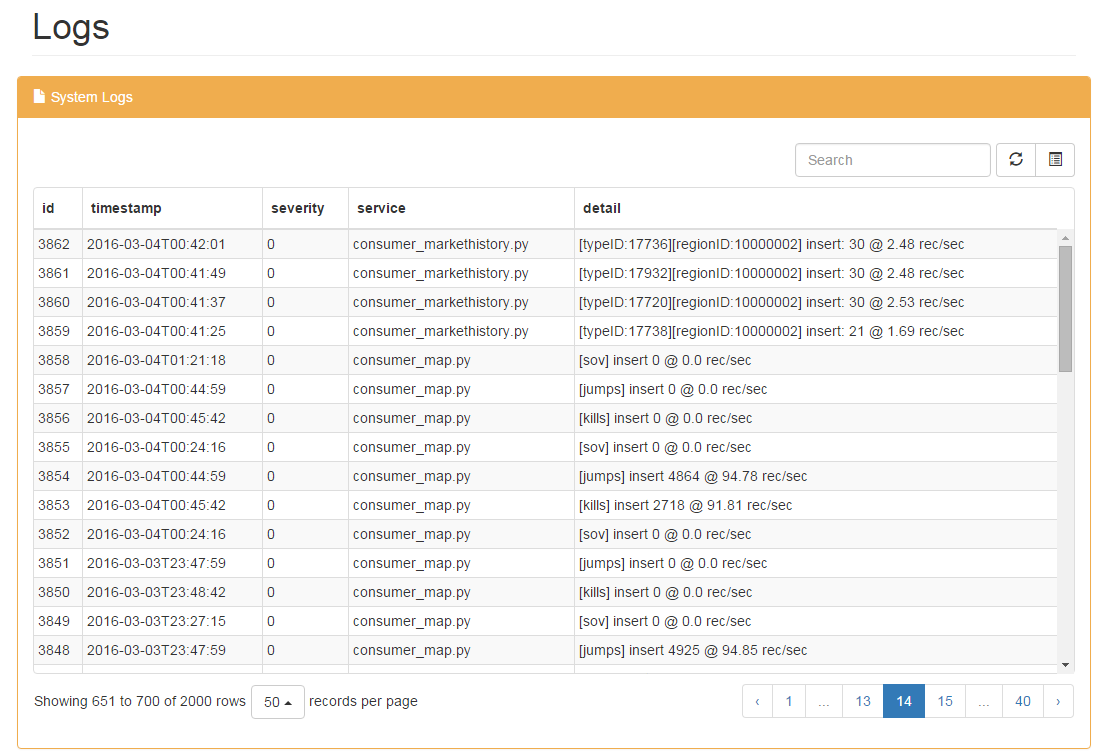 Logs
System Logs
Search
id timestamp severity service detail
3862 2016-03-04T00:42:01 0 consumer_markethistory.py [typeID:17736][regionID:10000002] insert: 30 @ 2.48 rec/sec
3861 2016-03-04T00:41:49 0 consumer_markethistory.py [typeID:17932][regionID:10000002] insert: 30 @ 2.48 rec/sec
3860 2016-03-04T00:41:37 0 consumer_markethistory.py [typeID:17720][regionID:10000002] insert: 30 @ 2.53 rec/sec
3859 2016-03-04T00:41:25 0 consumer_markethistory.py [typeID:17738][regionID:10000002] insert: 21 @ 1.69 rec/sec
3858 2016-03-04T01:21:18 0 consumer_map.py [sov] insert 0 @ 0.0 rec/sec
3857 2016-03-04T00:44:59 0 consumer_map.py [jumps] insert 0 @ 0.0 rec/sec
3856 2016-03-04T00:45:42 0 consumer_map.py [kills] insert 0 @ 0.0 rec/sec
3855 2016-03-04T00:24:16 0 consumer_map.py [sov] insert 0 @ 0.0 rec/sec
3854 2016-03-04T00:44:59 0 consumer_map.py [jumps] insert 4864 @ 94.78 rec/sec
3853 2016-03-04T00:45:42 0 consumer_map.py [kills] insert 2718 @ 91.81 rec/sec
3852 2016-03-04T00:24:16 0 consumer_map.py [sov] insert 0 @ 0.0 rec/sec
3851 2016-03-03T23:47:59 0 consumer_map.py [jumps] insert 0 @ 0.0 rec/sec
3850 2016-03-03T23:48:42 0 consumer_map.py [kills] insert 0 @ 0.0 rec/sec
3849 2016-03-03T23:27:15 0 consumer_map.py [sov] insert 0 @ 0.0 rec/sec
3848 2016-03-03T23:47:59 0 consumer_map.py [jumps] insert 4925 @ 94.85 rec/sec
Showing 651 to 700 of 2000 rows 50 records per page ‹ 1 ... 13 14 15 ... 40 ›